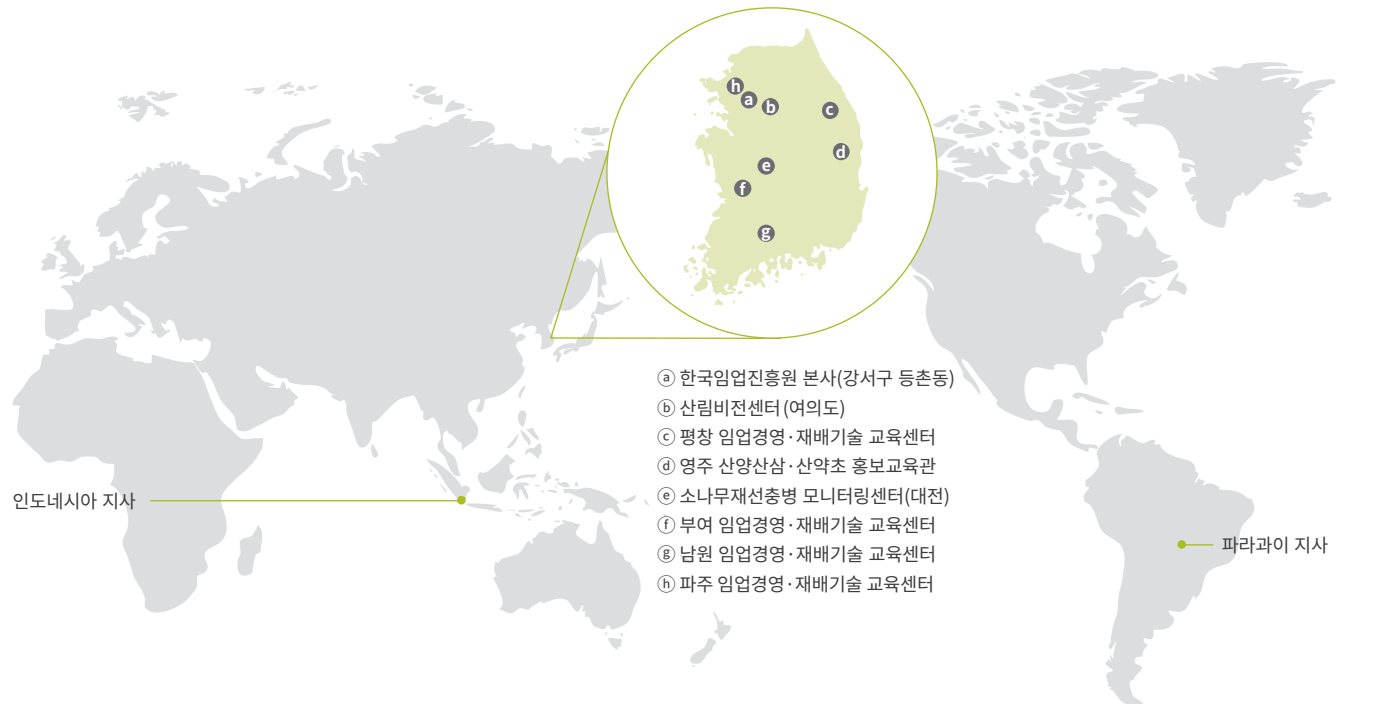 h
a
b
c
d
e
f
g
ⓐ 한국임업진흥원 본사(강서구 등촌동)
ⓑ 산림비전센터(여의도)
ⓒ 평창 임업경영·재배기술 교육센터
ⓓ 영주 산양산삼·산약초 홍보교육관
ⓔ 소나무재선충병 모니터링센터(대전)
ⓕ 부여 임업경영·재배기술 교육센터
ⓖ 남원 임업경영·재배기술 교육센터
ⓗ 파주 임업경영·재배기술 교육센터
인도네시아 지사
파라과이 지사